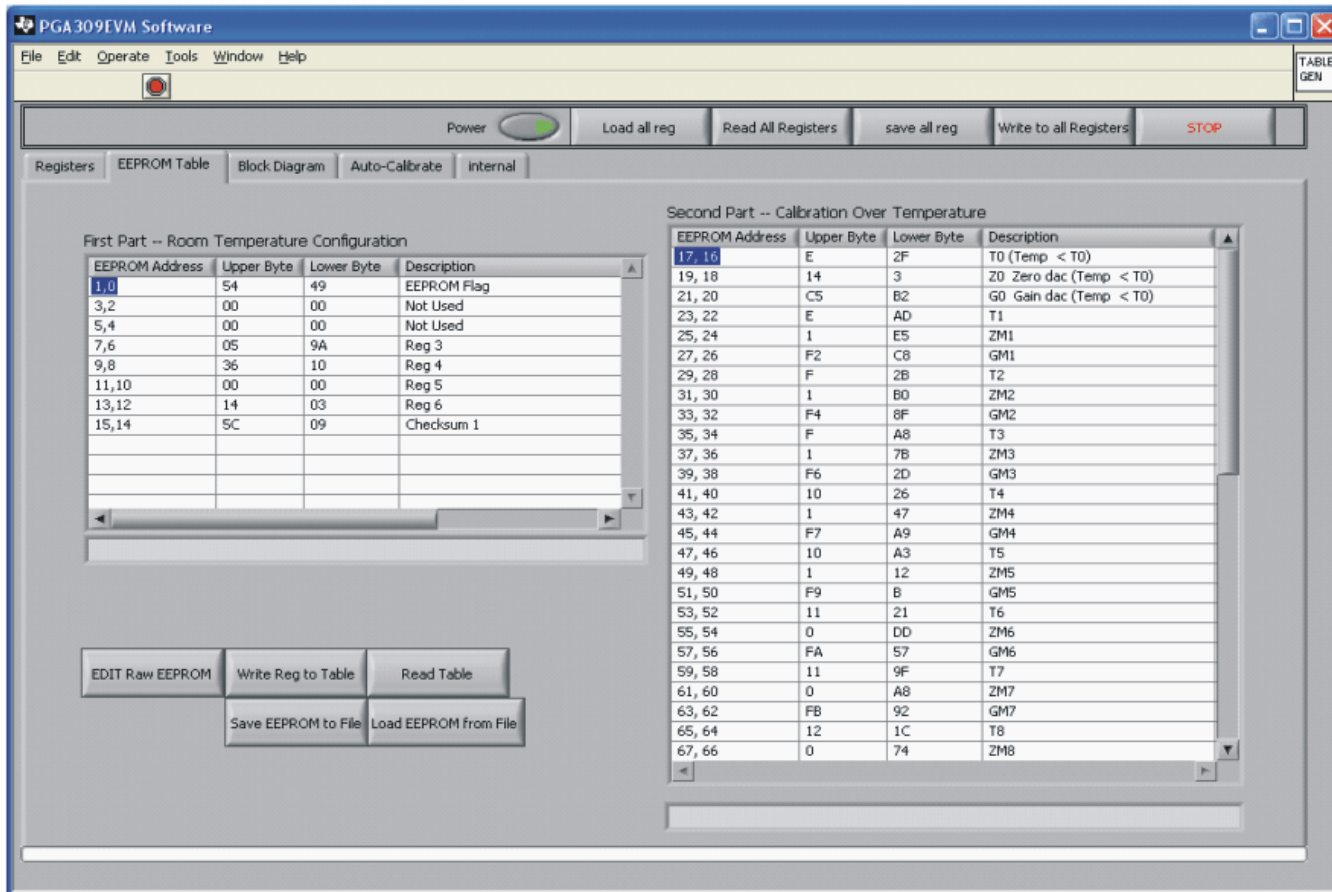 PGA309EVM Software
File Edit Operate Tools Window Help
TABLE
GEN
Power Load all reg Read All Registers save all reg Write to all Registers STOP
Registers EEPROM Table Block Diagram Auto-Calibrate internal
First Part -- Room Temperature Configuration
EEPROM Address Upper Byte Lower Byte Description
1,0 54 49 EEPROM Flag
3,2 00 00 Not Used
5,4 00 00 Not Used
7,6 05 9A Reg 3
9,8 36 10 Reg 4
11,10 00 00 Reg 5
13,12 14 03 Reg 6
15,14 5C 09 Checksum 1
EDIT Raw EEPROM Write Reg to Table Read Table
Save EEPROM to File Load EEPROM from File
Second Part -- Calibration Over Temperature
EEPROM Address Upper Byte Lower Byte Description
17, 16 E 2F T0 (Temp < T0)
19, 18 14 3 Z0 Zero dac (Temp < T0)
21, 20 C5 B2 G0 Gain dac (Temp < T0)
23, 22 E AD T1
25, 24 1 E5 ZM1
27, 26 F2 C8 GM1
29, 28 F 2B T2
31, 30 1 B0 ZM2
33, 32 F4 8F GM2
35, 34 F A8 T3
37, 36 1 7B ZM3
39, 38 F6 2D GM3
41, 40 10 26 T4
43, 42 1 47 ZM4
45, 44 F7 A9 GM4
47, 46 10 A3 T5
49, 48 1 12 ZM5
51, 50 F9 B GM5
53, 52 11 21 T6
55, 54 0 DD ZM6
57, 56 FA 57 GM6
59, 58 11 9F T7
61, 60 0 A8 ZM7
63, 62 FB 92 GM7
65, 64 12 1C T8
67, 66 0 74 ZM8